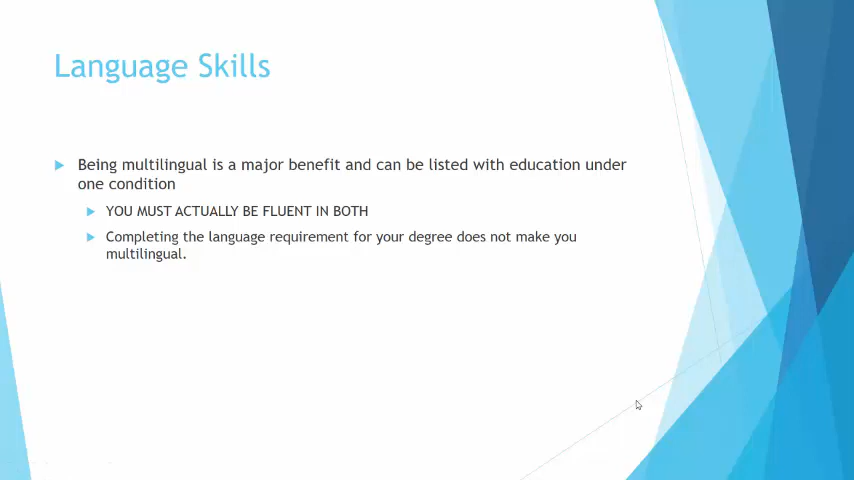 Language Skills
Being multilingual is a major benefit and can be listed with education under
one condition
YOU MUST ACTUALLY BE FLUENT IN BOTH
Completing the language requirement for your degree does not make you
multilingual.